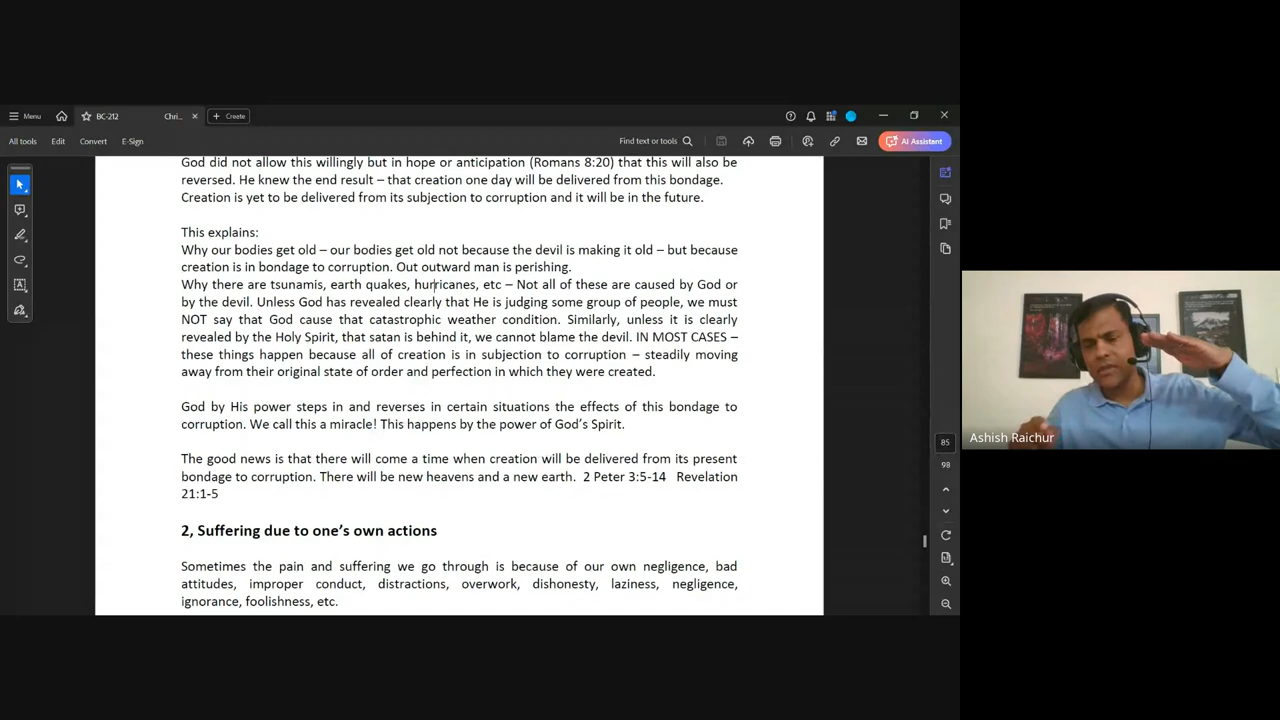 Menu
BC-212
Chri...
Create
All tools
Edit
Convert
E-Sign
Find text or tools
AI Assistant
God did not allow this willingly but in hope or anticipation (Romans 8:20) that this will also be
reversed. He knew the end result – that creation one day will be delivered from this bondage.
Creation is yet to be delivered from its subjection to corruption and it will be in the future.
This explains:
Why our bodies get old – our bodies get old not because the devil is making it old – but because
creation is in bondage to corruption. Out outward man is perishing.
Why there are tsunamis, earth quakes, hurricanes, etc – Not all of these are caused by God or
by the devil. Unless God has revealed clearly that He is judging some group of people, we must
NOT say that God cause that catastrophic weather condition. Similarly, unless it is clearly
revealed by the Holy Spirit, that satan is behind it, we cannot blame the devil. IN MOST CASES –
these things happen because all of creation is in subjection to corruption – steadily moving
away from their original state of order and perfection in which they were created.
God by His power steps in and reverses in certain situations the effects of this bondage to
corruption. We call this a miracle! This happens by the power of God's Spirit.
The good news is that there will come a time when creation will be delivered from its present
bondage to corruption. There will be new heavens and a new earth. 2 Peter 3:5-14 Revelation
21:1-5
2, Suffering due to one's own actions
Sometimes the pain and suffering we go through is because of our own negligence, bad
attitudes, improper conduct, distractions, overwork, dishonesty, laziness, negligence,
ignorance, foolishness, etc.
85
98
Ashish Raichur